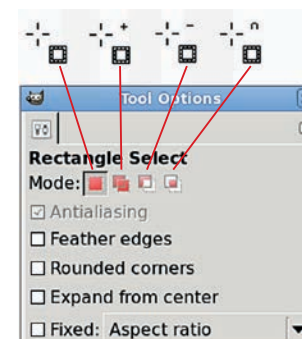 Tool Options
Rectangle Select
Mode:
Antialiasing
Feather edges
Rounded corners
Expand from center
Fixed: Aspect ratio